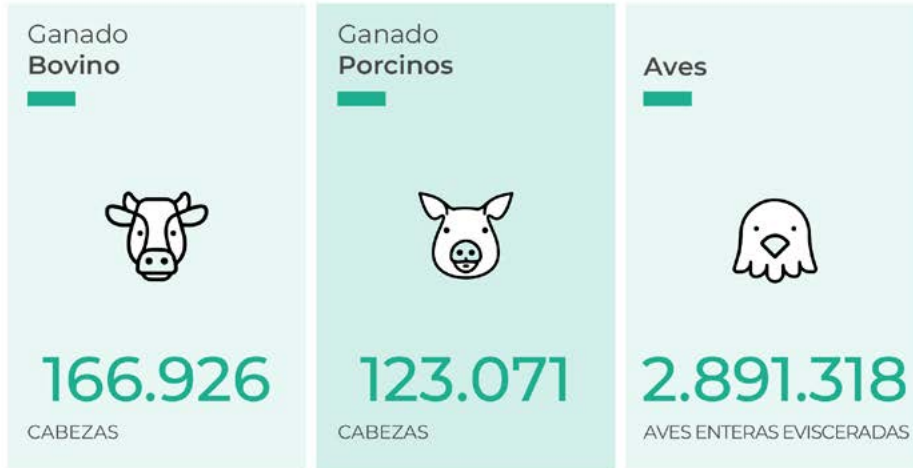 Ganado
Bovino
166.926
CABEZAS
Ganado
Porcinos
123.071
CABEZAS
Aves
2.891.318
AVES ENTERAS EVISCERADAS